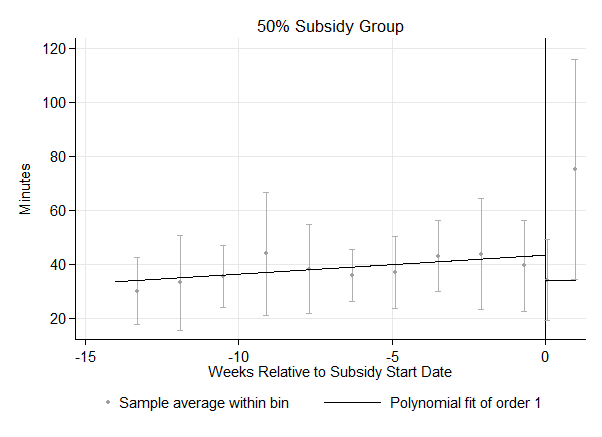 50% Subsidy Group
120
100
80
60
40
20
Minutes
-15 -10 -5 0
Weeks Relative to Subsidy Start Date
Sample average within bin Polynomial fit of order 1